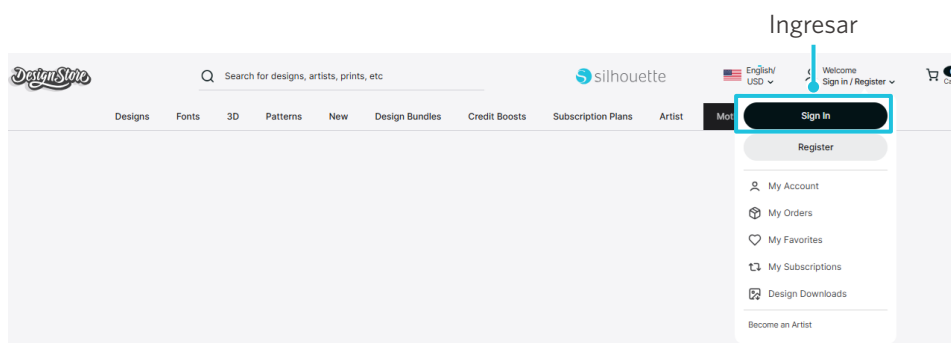 Ingresar
Design Store
Search for designs, artists, prints, etc
silhouette
English/
USD
Welcome
Sign in / Register
Designs Fonts 3D Patterns New Design Bundles Credit Boosts Subscription Plans Artist
Sign In
Register
My Account
My Orders
My Favorites
My Subscriptions
Design Downloads
Become an Artist